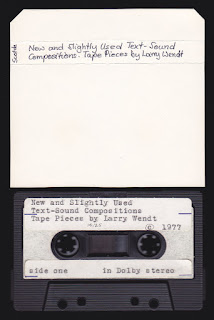 New and Slightly Used Text-Sound
Compositions: Tape Pieces by Larry Wendt
New and Slightly Used
Text-Sound Compositions
Tape Pieces by Larry Wendt
© 1977
side one in Dolby stereo